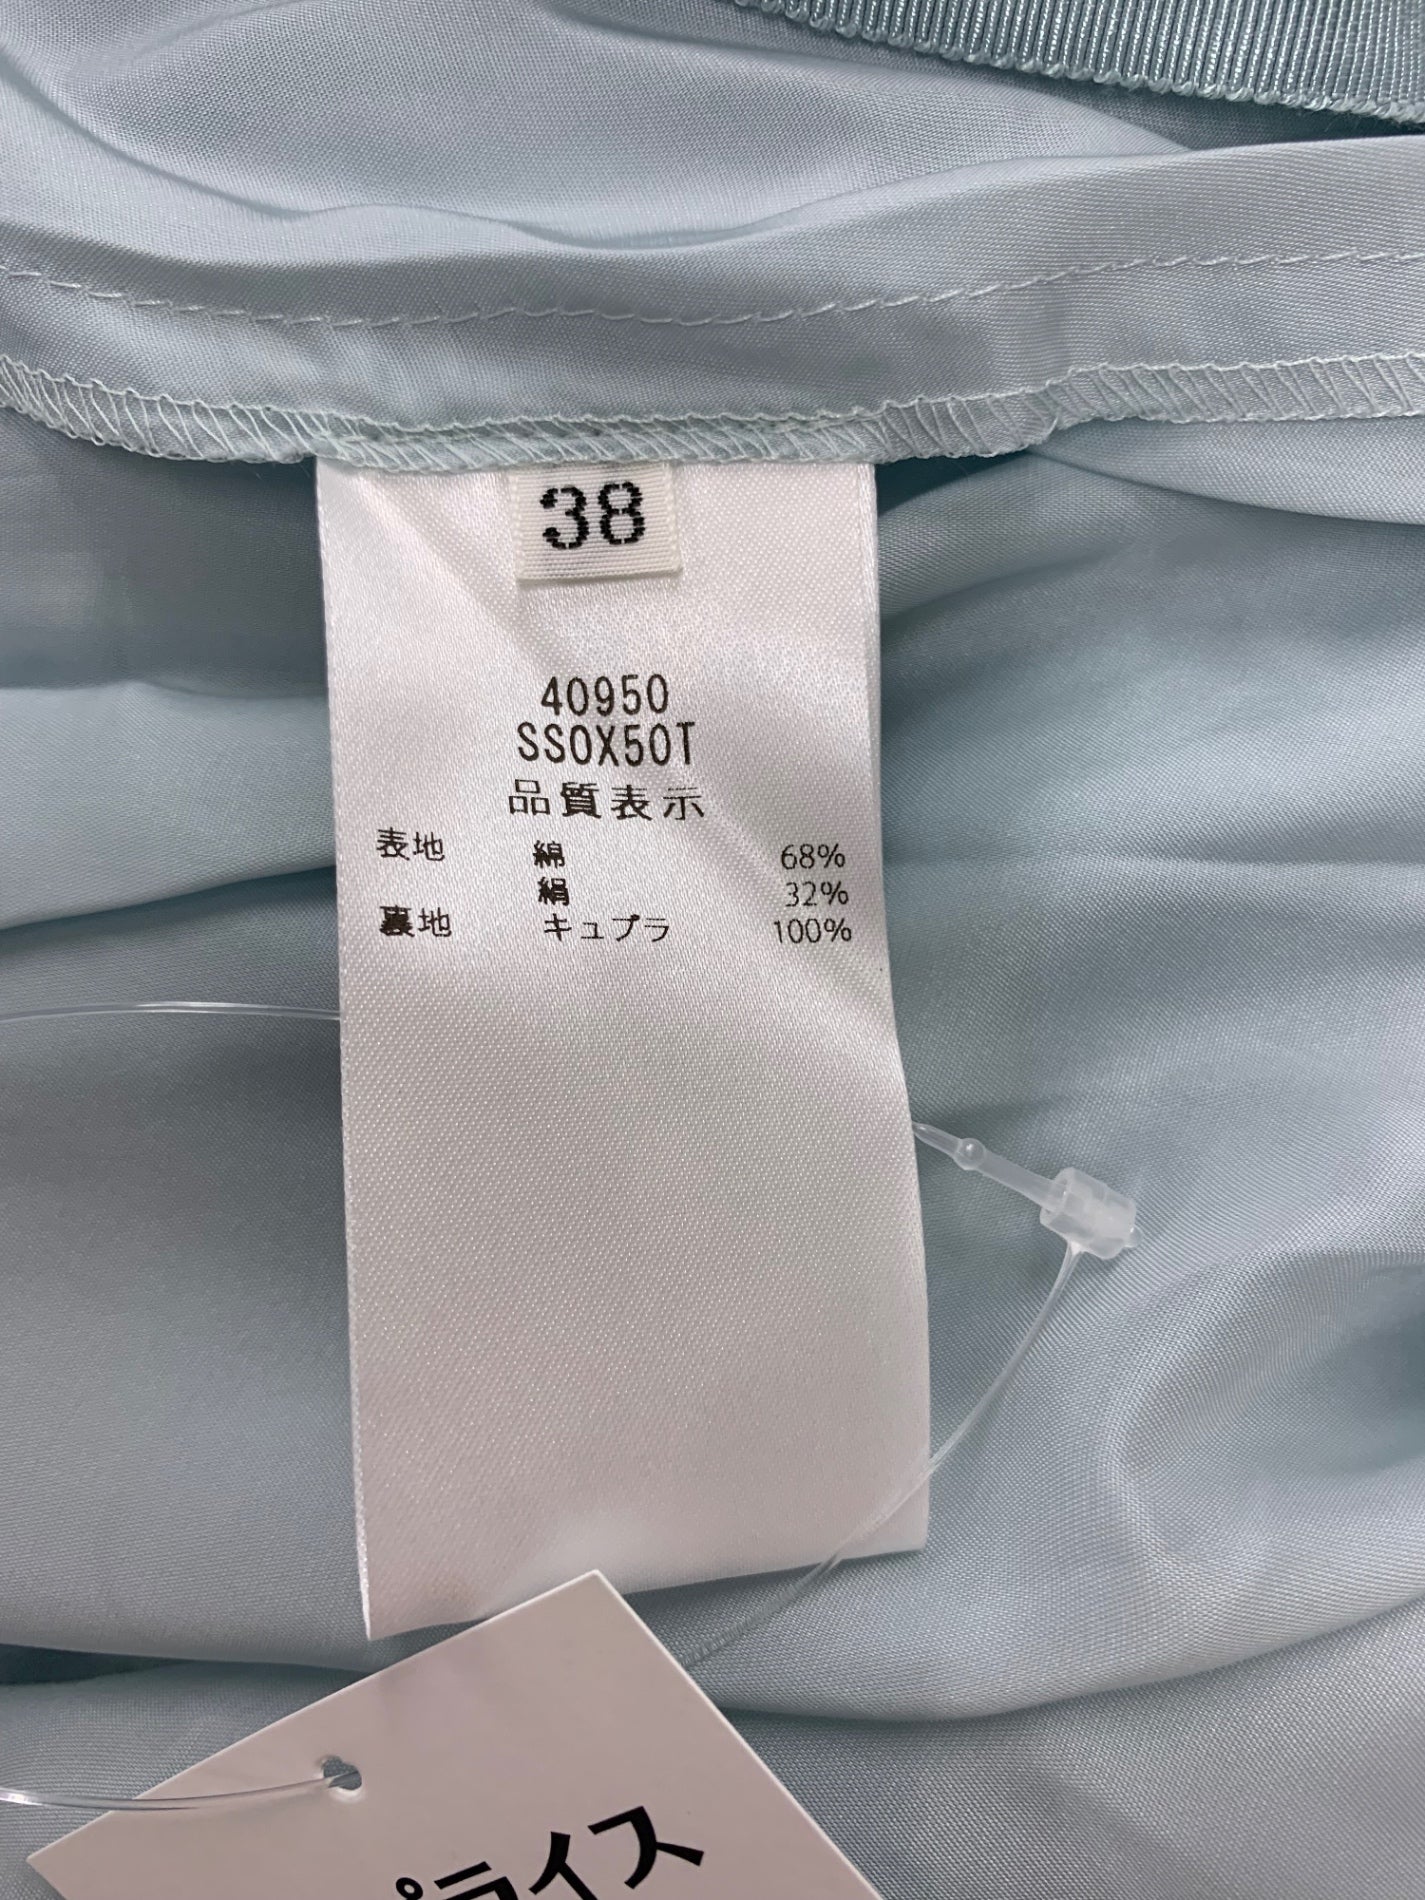 38
40950
SSOX50T
品質表示
表地 綿 68%
絹 32%
裏地 キュプラ 100%
プライス